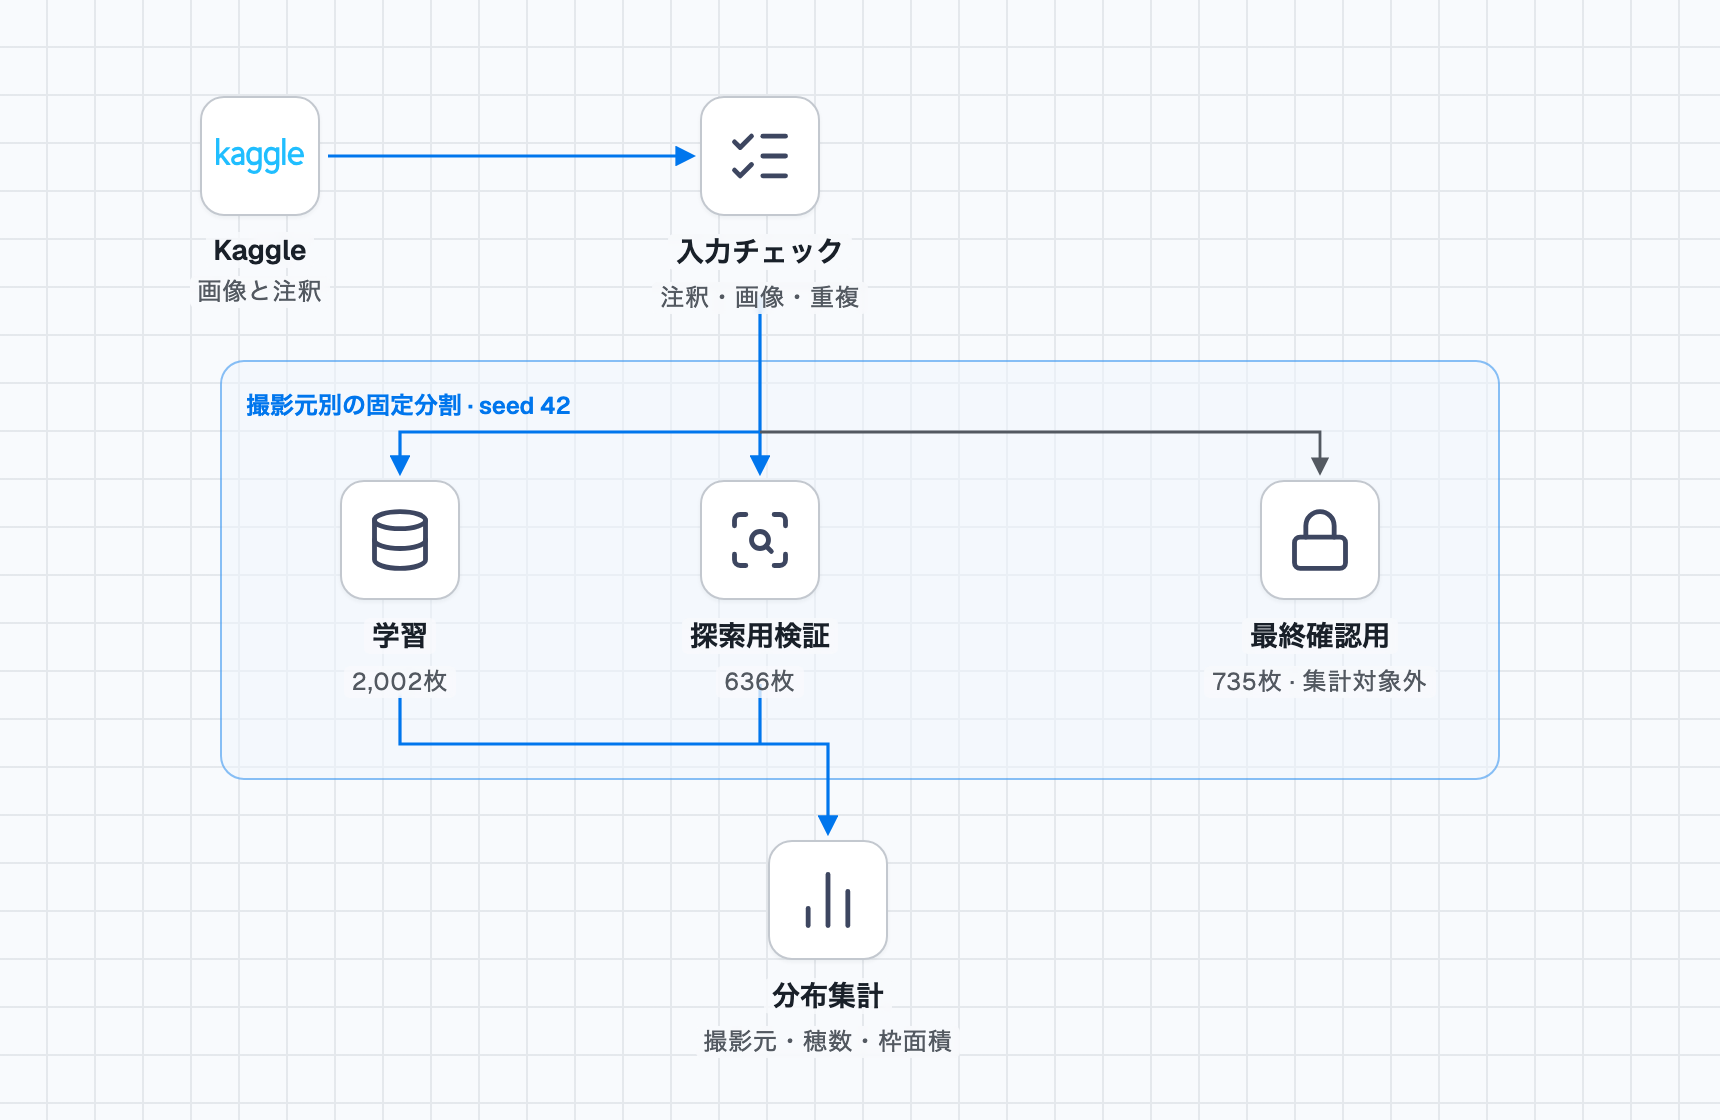 kaggle
Kaggle
画像と注釈
入力チェック
注釈・画像・重複
撮影元別の固定分割 · seed 42
学習
2,002枚
探索用検証
636枚
最終確認用
735枚 · 集計対象外
分布集計
撮影元・穂数・枠面積